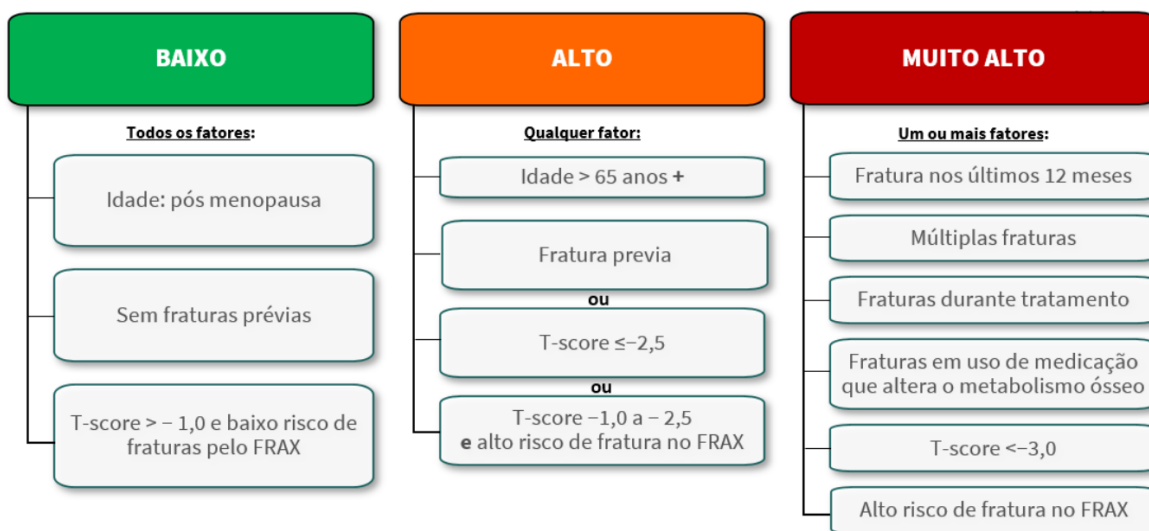 BAIXO
Todos os fatores:
Idade: pós menopausa
Sem fraturas prévias
T-score > − 1,0 e baixo risco de
fraturas pelo FRAX
ALTO
Qualquer fator:
Idade > 65 anos +
Fratura previa
ou
T-score ≤−2,5
ou
T-score −1,0 a − 2,5
e alto risco de fratura no FRAX
MUITO ALTO
Um ou mais fatores:
Fratura nos últimos 12 meses
Múltiplas fraturas
Fraturas durante tratamento
Fraturas em uso de medicação
que altera o metabolismo ósseo
T-score <−3,0
Alto risco de fratura no FRAX